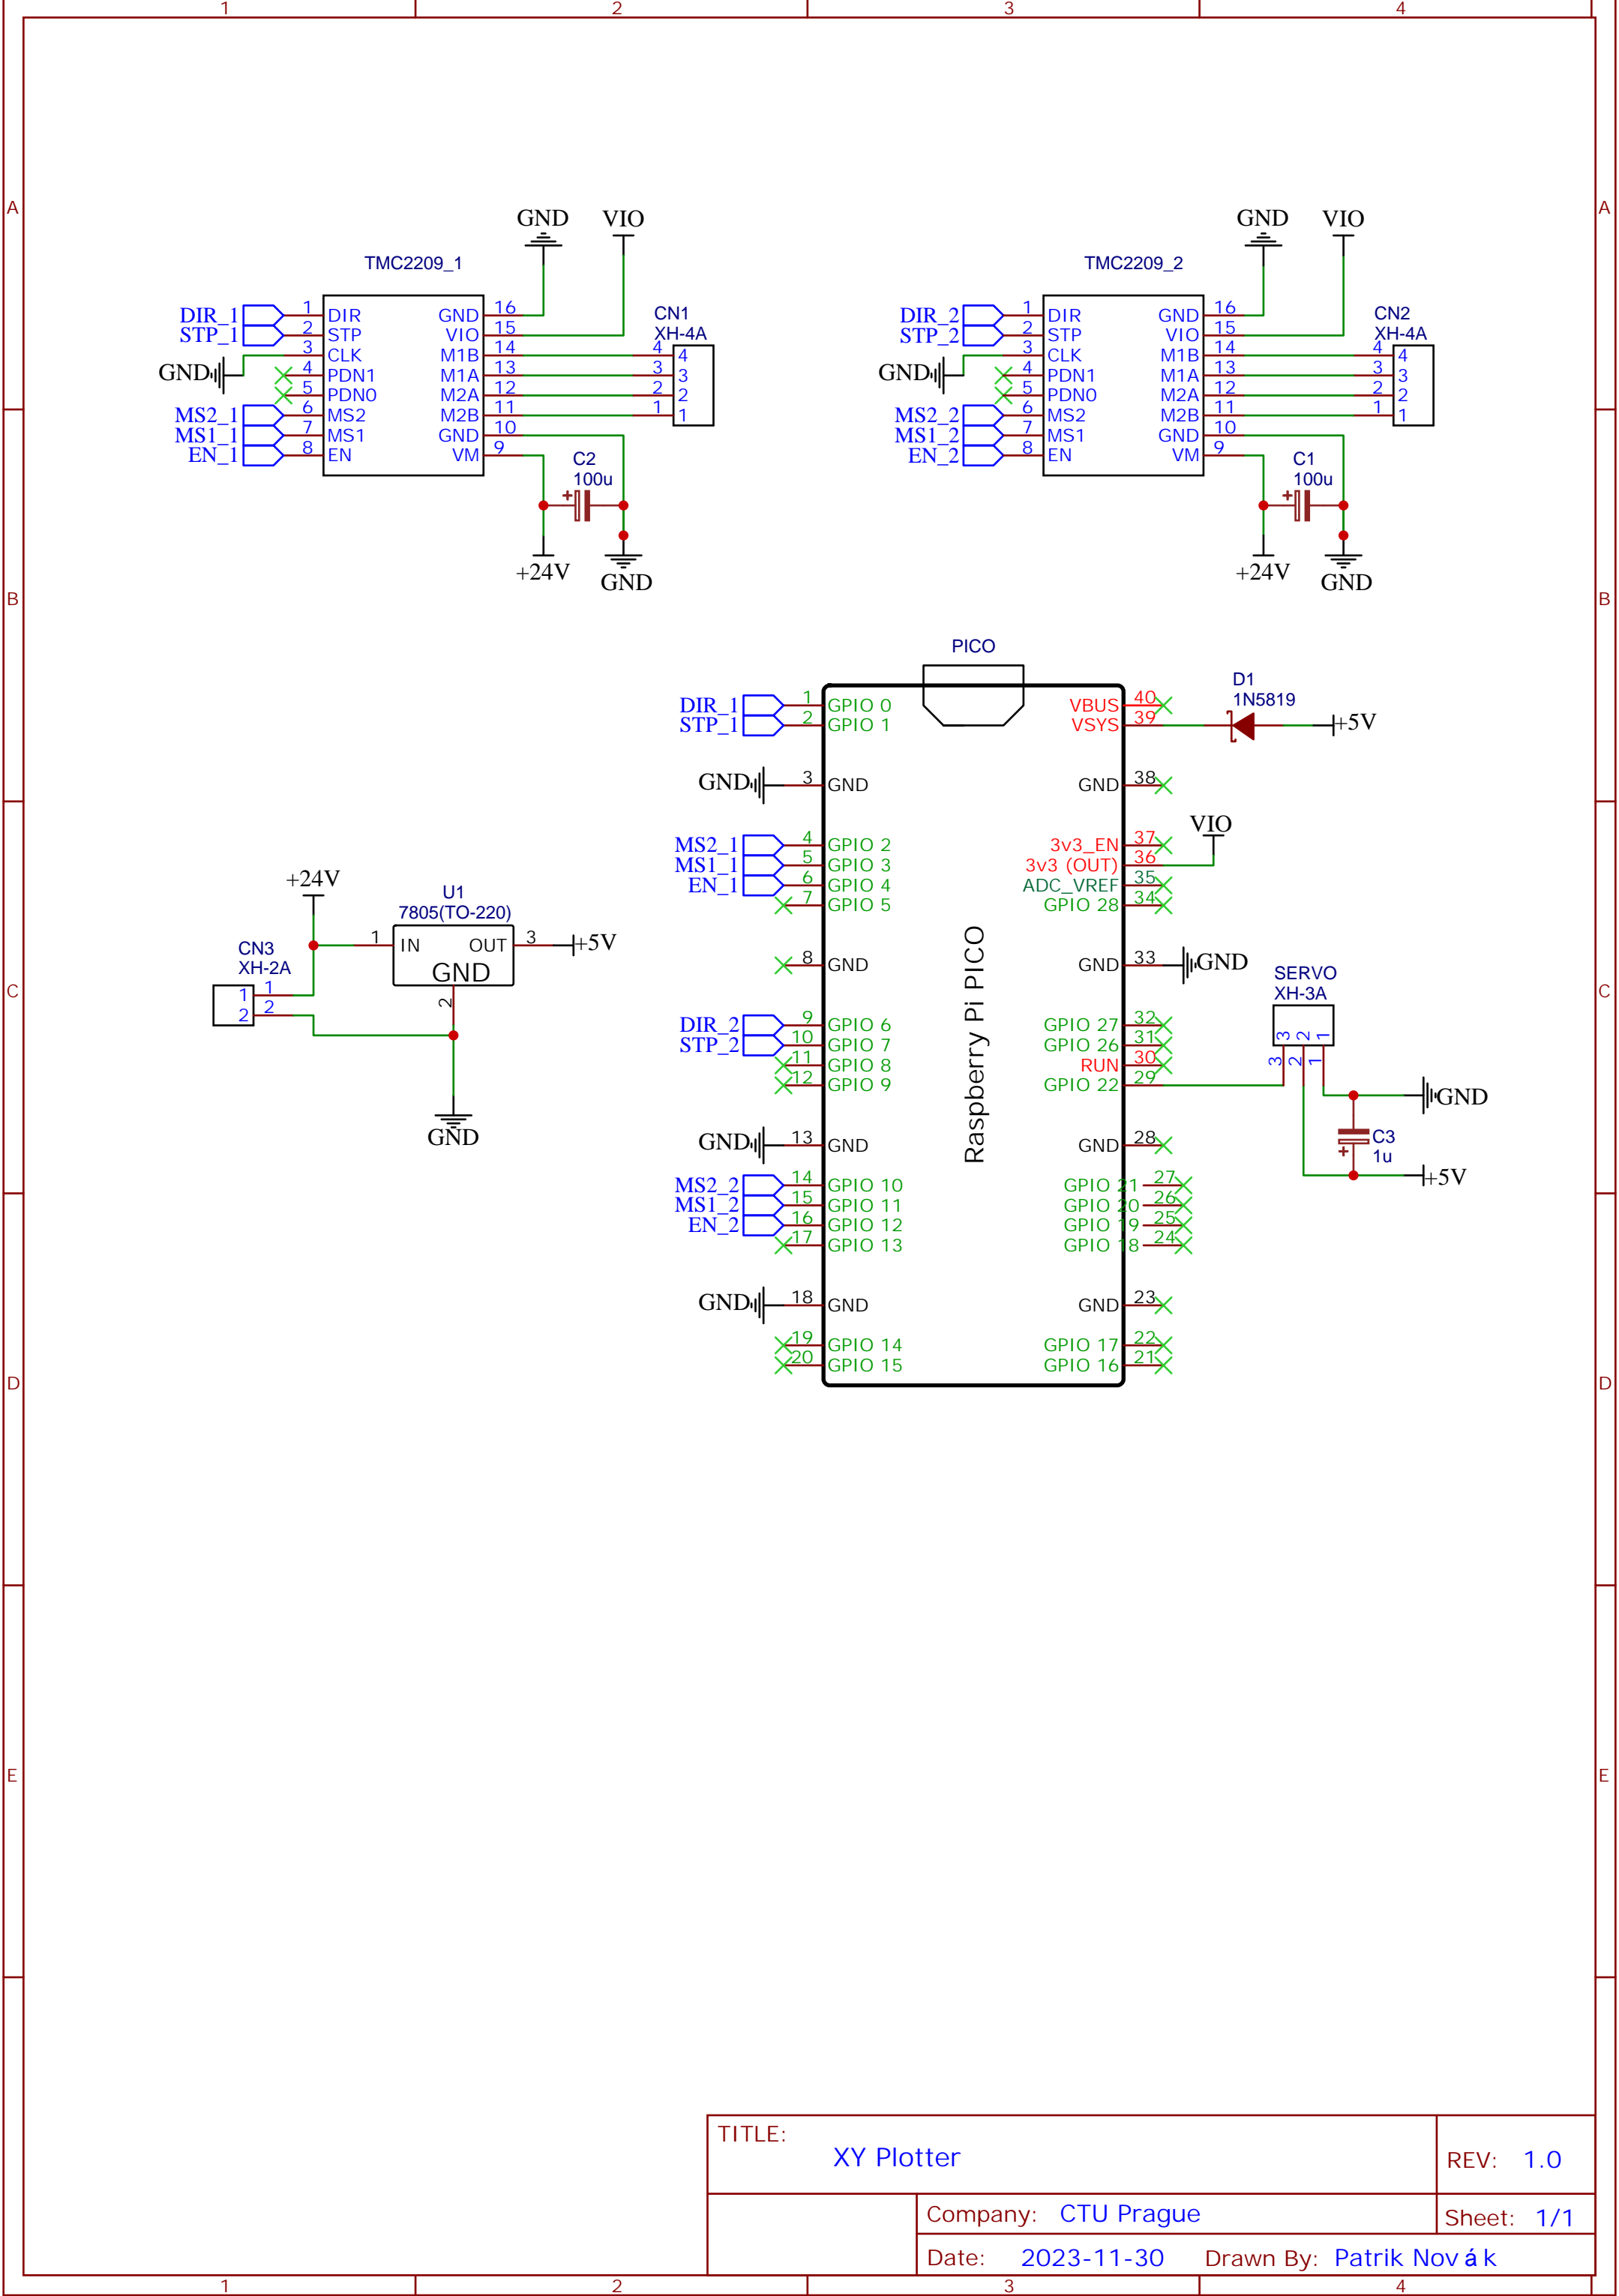 1 2 3 4
A A
GND VIO GND VIO
TMC2209_1 TMC2209_2
DIR_1 1 DIR GND 16 CN1 DIR_2 1 DIR GND 16 CN2
STP_1 2 STP VIO 15 XH-4A STP_2 2 STP VIO 15 XH-4A
3 CLK M1B 14 4 4 3 CLK M1B 14 4 4
GND 4 PDN1 M1A 13 3 3 GND 4 PDN1 M1A 13 3 3
5 PDN0 M2A 12 2 2 5 PDN0 M2A 12 2 2
MS2_1 6 MS2 M2B 11 1 1 MS2_2 6 MS2 M2B 11 1 1
MS1_1 7 MS1 GND 10 MS1_2 7 MS1 GND 10
EN_1 8 EN VM 9 C2 EN_2 8 EN VM 9 C1
100u 100u
+ +
+24V GND +24V GND
B B
PICO
D1
DIR_1 1 GPIO 0 VBUS 40 1N5819
STP_1 2 GPIO 1 VSYS 39 +5V
GND 3 GND GND 38
VIO
MS2_1 4 GPIO 2 3v3_EN 37
MS1_1 5 GPIO 3 3v3 (OUT) 36
EN_1 6 GPIO 4 ADC_VREF 35
7 GPIO 5 GPIO 28 34
+24V U1
7805(TO-220)
CN3 1 IN OUT 3 +5V
XH-2A GND
1 1 2
2 2
GND
8 GND GND 33 GND
SERVO
XH-3A
C C
DIR_2 9 GPIO 6 GPIO 27 32 3 2 1
STP_2 10 GPIO 7 GPIO 26 31 3 2 1
11 GPIO 8 RUN 30
12 GPIO 9 GPIO 22 29
GND
Raspberry Pi PICO
GND 13 GND GND 28 C3
+ 1u
MS2_2 14 GPIO 10 GPIO 21 27 +5V
MS1_2 15 GPIO 11 GPIO 20 26
EN_2 16 GPIO 12 GPIO 19 25
17 GPIO 13 GPIO 18 24
GND 18 GND GND 23
19 GPIO 14 GPIO 17 22
20 GPIO 15 GPIO 16 21
D D
E E
TITLE:
XY Plotter
REV: 1.0
Company: CTU Prague
Sheet: 1/1
Date: 2023-11-30 Drawn By: Patrik Novák
1 2 3 4